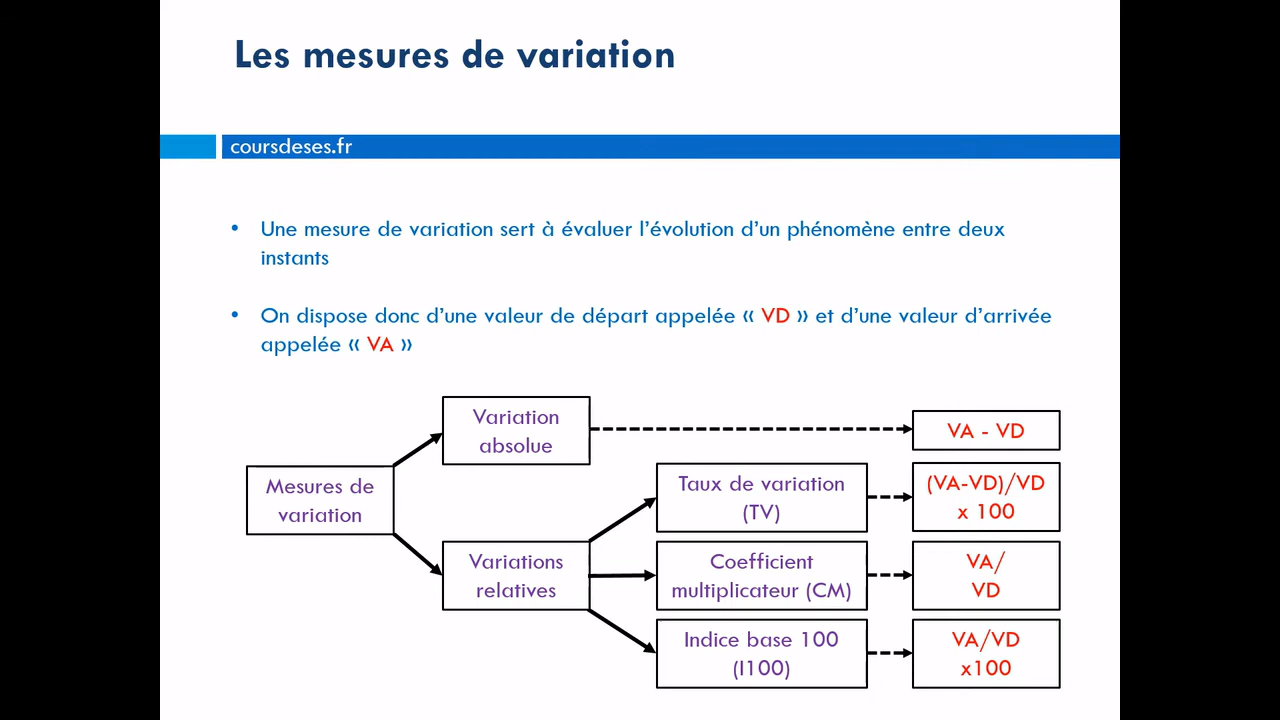 Les mesures de variation
coursdeses.fr
• Une mesure de variation sert à évaluer l’évolution d’un phénomène entre deux
instants
• On dispose donc d’une valeur de départ appelée « VD » et d’une valeur d’arrivée
appelée « VA »
Variation
absolue
VA - VD
Mesures de
variation
Taux de variation
(TV)
(VA-VD)/VD
x 100
Variations
relatives
Coefficient
multiplicateur (CM)
VA/
VD
Indice base 100
(I100)
VA/VD
x100